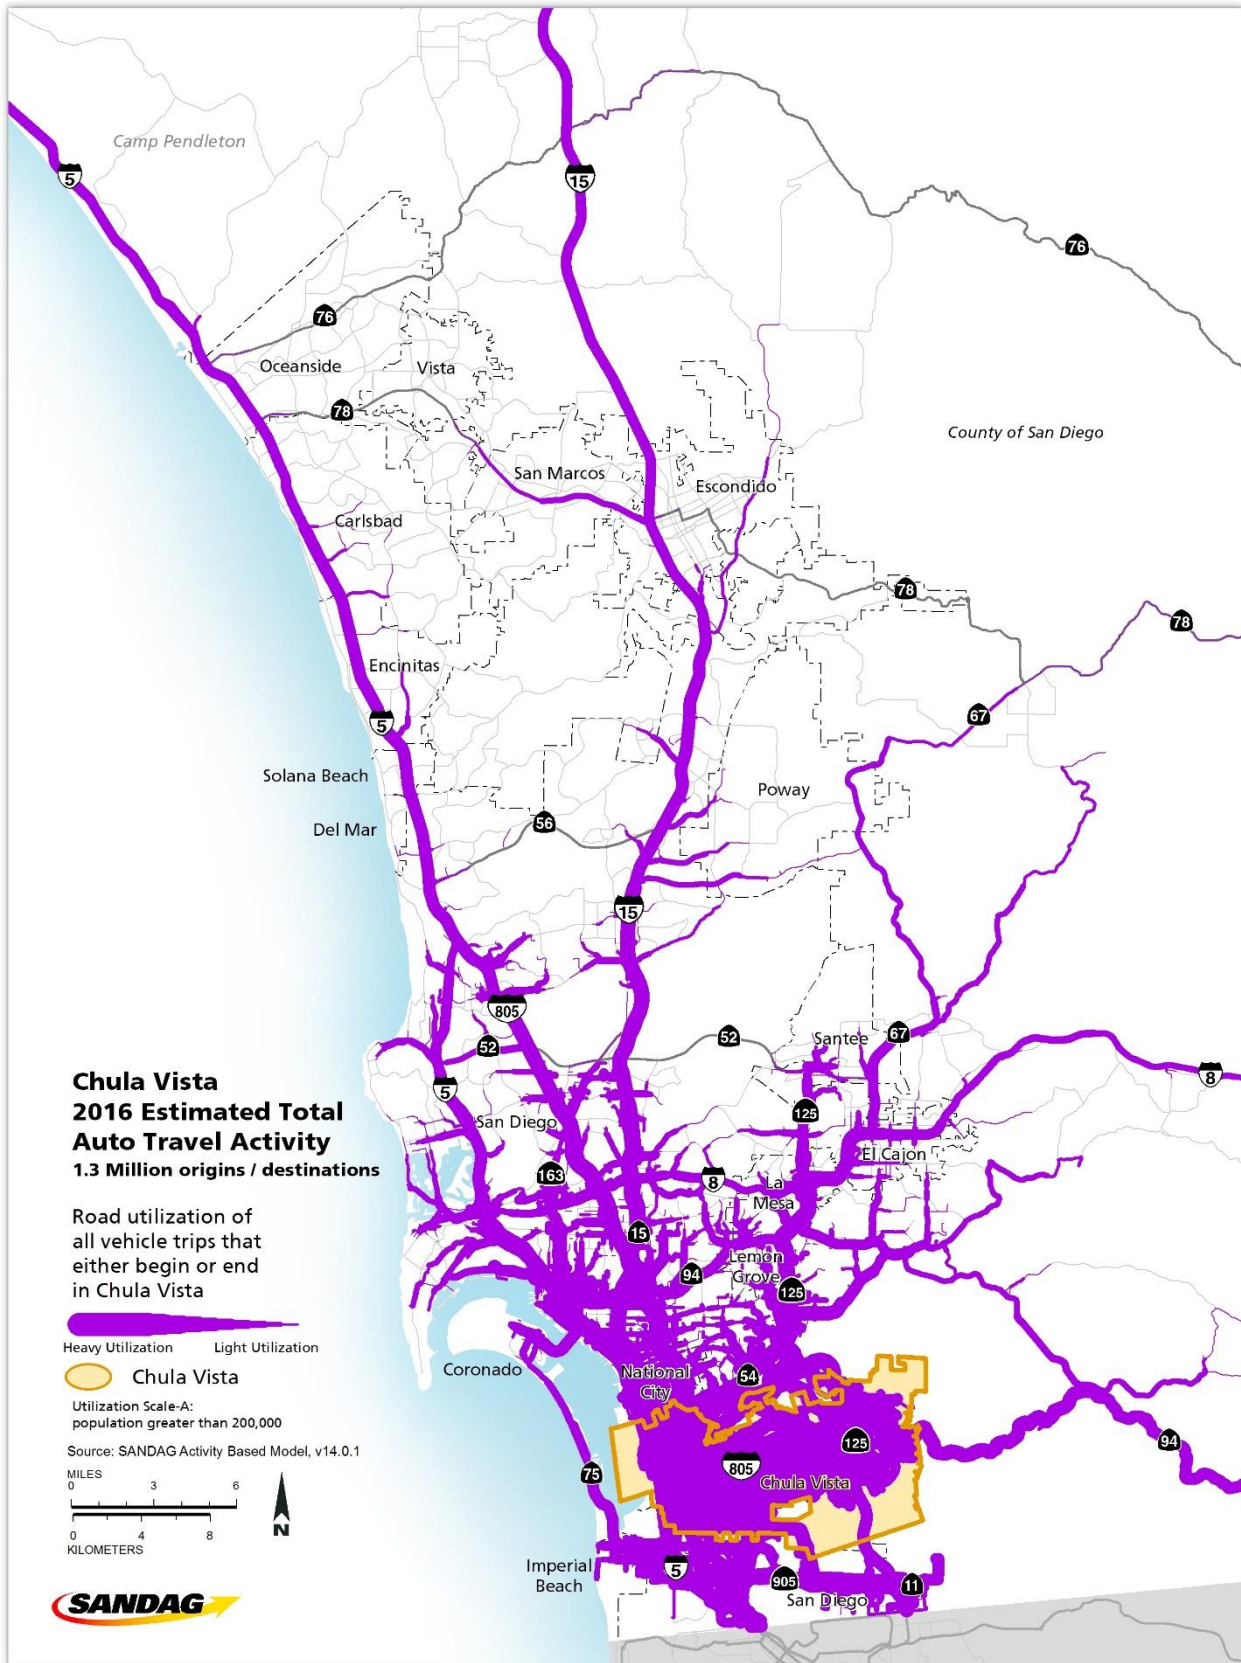 Camp Pendleton
5
15
76
76
Oceanside
Vista
78
County of San Diego
San Marcos
Escondido
Carlsbad
78
78
Encinitas
67
5
Solana Beach
Poway
Del Mar
56
15
805
52
52
Santee
67
8
Chula Vista
2016 Estimated Total
Auto Travel Activity
1.3 Million origins / destinations
5
San Diego
125
El Cajon
163
8
La
Mesa
Road utilization of
all vehicle trips that
either begin or end
in Chula Vista
15
Lemon
Grove
94
125
Heavy Utilization Light Utilization
Chula Vista
Coronado
National
City
54
Utilization Scale-A:
population greater than 200,000
Source: SANDAG Activity Based Model, v14.0.1
125
94
805
Chula Vista
75
MILES
0 3 6
0 4 8
KILOMETERS
N
Imperial
Beach
5
905
11
San Diego
SANDAG